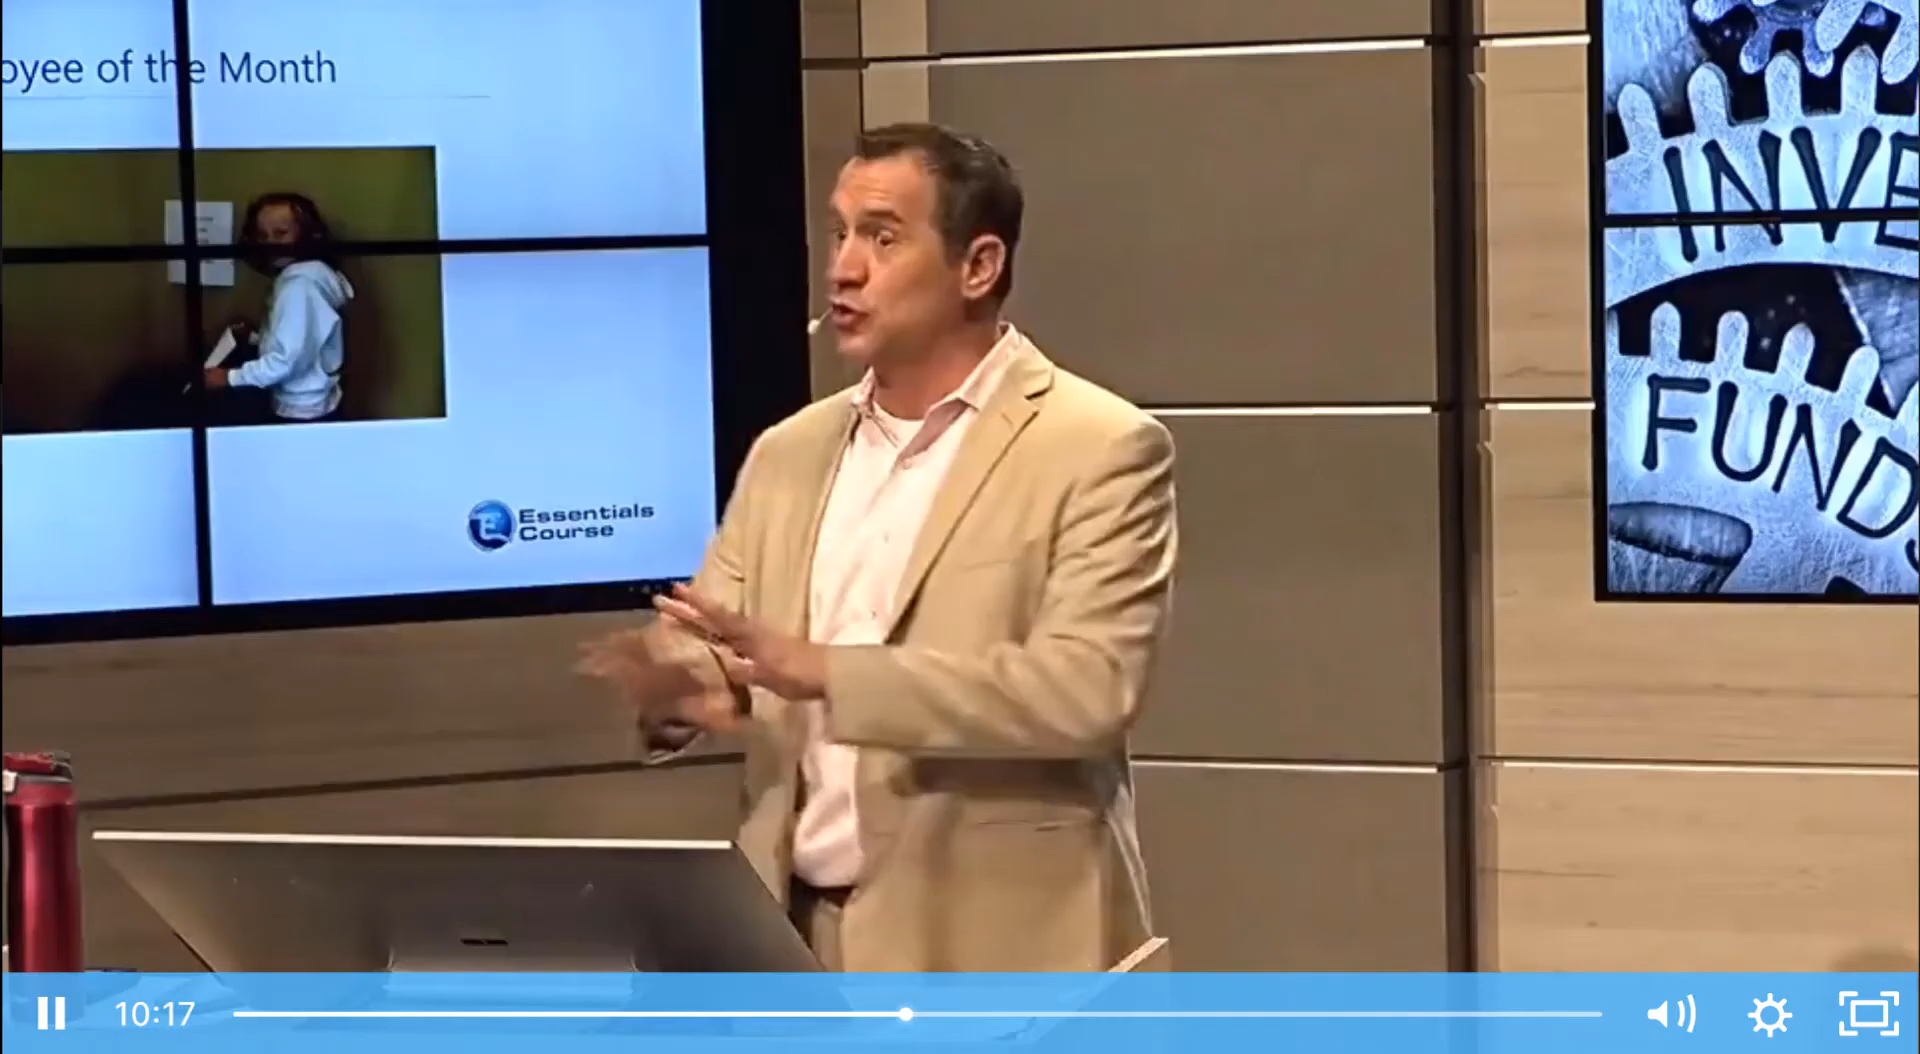 oyee of the Month
Essentials
Course
INVE
FUNDS
10:17